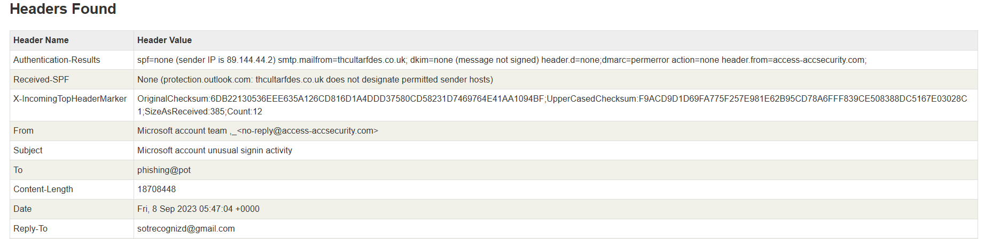 Headers Found
Header Name Header Value
Authentication-Results spf=none (sender IP is 89.144.44.2) smtp.mailfrom=thcultarfdes.co.uk; dkim=none (message not signed) header.d=none;dmarc=permerror action=none header.from=access-accsecurity.com;
Received-SPF None (protection.outlook.com: thcultarfdes.co.uk does not designate permitted sender hosts)
X-IncomingTopHeaderMarker OriginalChecksum:6DB22130536EEE635A126CD816D1A4DDD37580CD58231D7469764E41AA1094BF;UpperCasedChecksum:F9ACD9D1D69FA775F257E981E62B95CD78A6FFF839CE508388DC5167E03028C
1;SizeAsReceived:385;Count:12
From Microsoft account team ,_<no-reply@access-accsecurity.com>
Subject Microsoft account unusual signin activity
To phishing@pot
Content-Length 18708448
Date Fri, 8 Sep 2023 05:47:04 +0000
Reply-To sotrecognizd@gmail.com